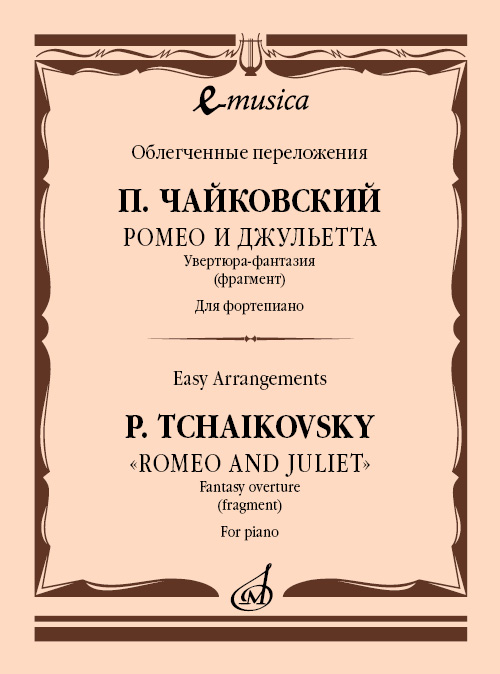 e-musica
Облегченные переложения
П. ЧАЙКОВСКИЙ
РОМЕО И ДЖУЛЬЕТТА
Увертюра-фантазия
(фрагмент)
Для фортепиано
Easy Arrangements
P. TCHAIKOVSKY
«ROMEO AND JULIET»
Fantasy overture
(fragment)
For piano